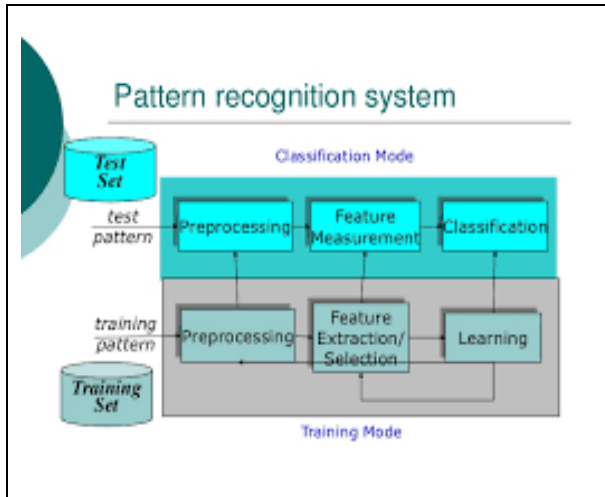 Pattern recognition system
Classification Mode
Test
Set
test
pattern
Preprocessing
Feature
Measurement
Classification
training
pattern
Preprocessing
Feature
Extraction/
Selection
Learning
Training
Set
Training Mode